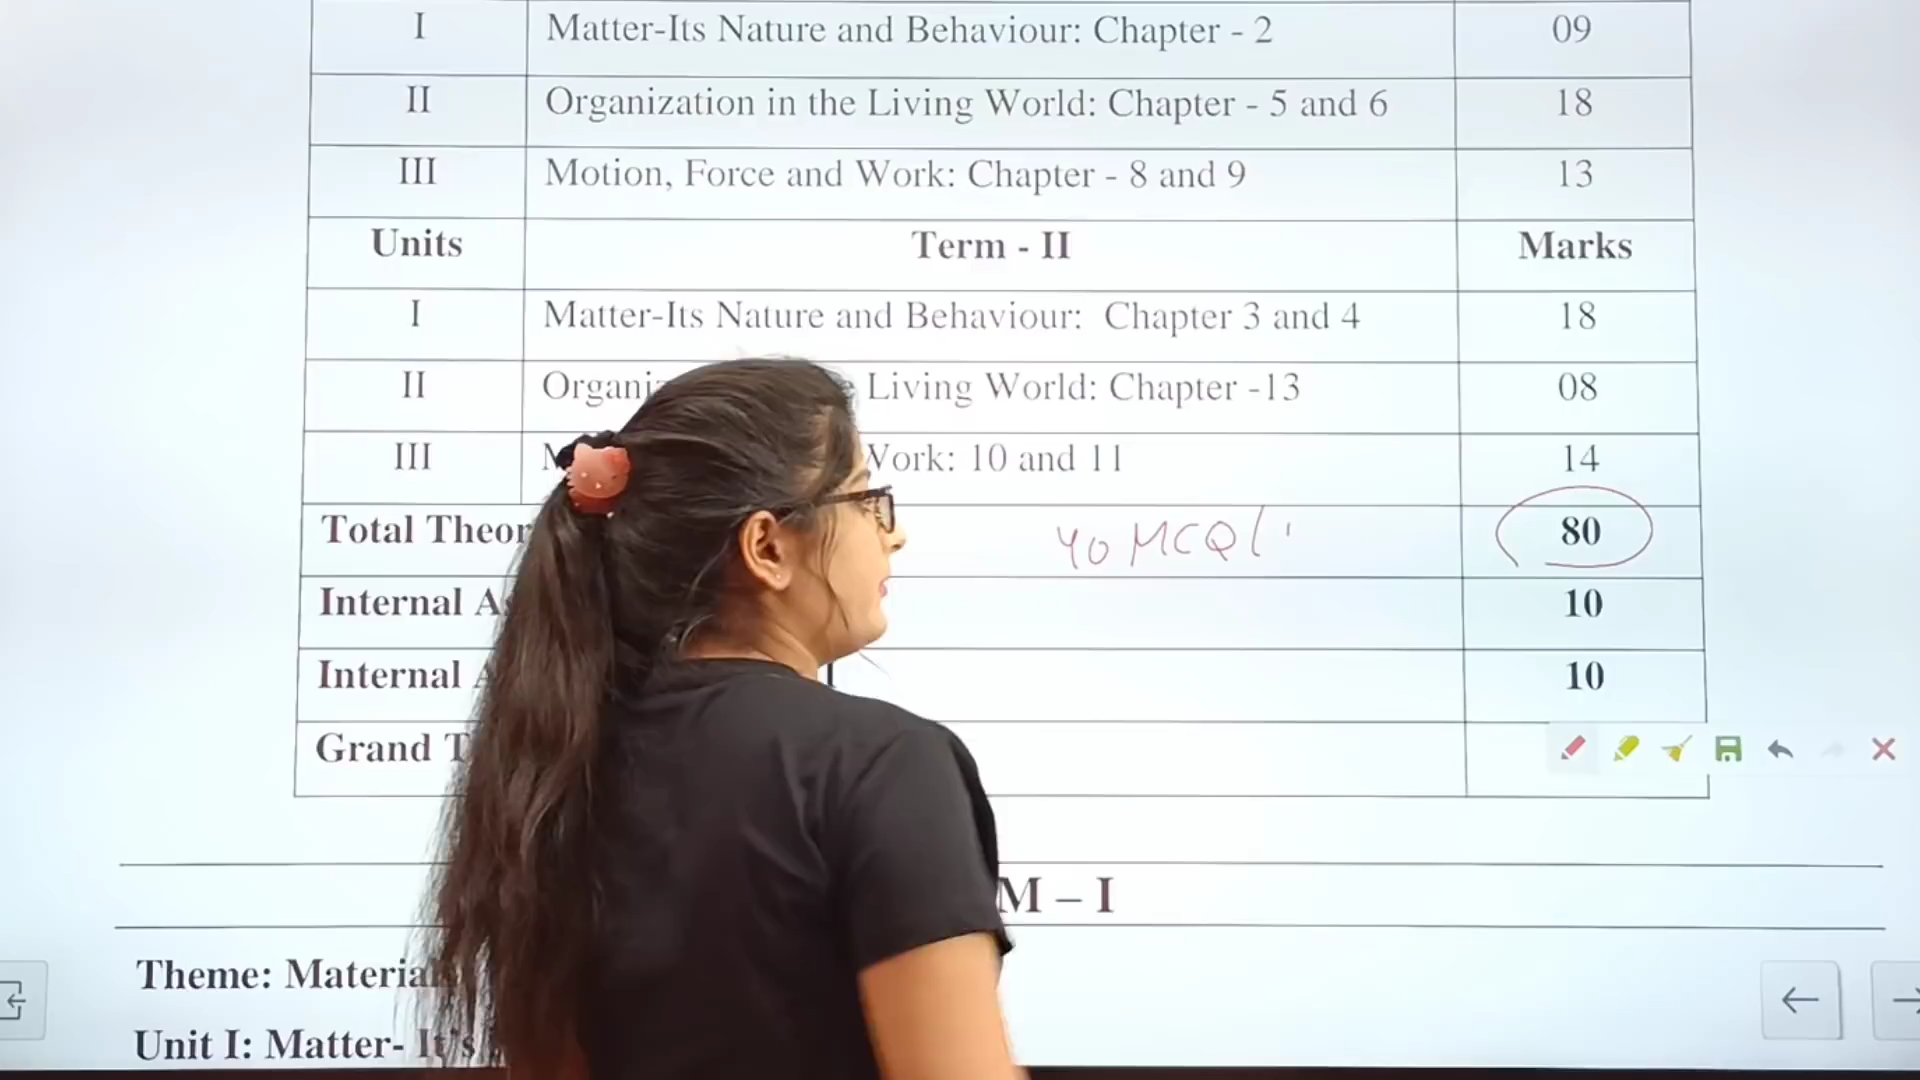 I Matter-Its Nature and Behaviour: Chapter - 2 09
II Organization in the Living World: Chapter - 5 and 6 18
III Motion, Force and Work: Chapter - 8 and 9 13
Units Term - II Marks
I Matter-Its Nature and Behaviour: Chapter 3 and 4 18
II Living World: Chapter -13 08
III Work: 10 and 11 14
Total 40 MCQ 80
Internal 10
Internal 10
Grand
M – I
Theme:
Unit I: Matter- It's